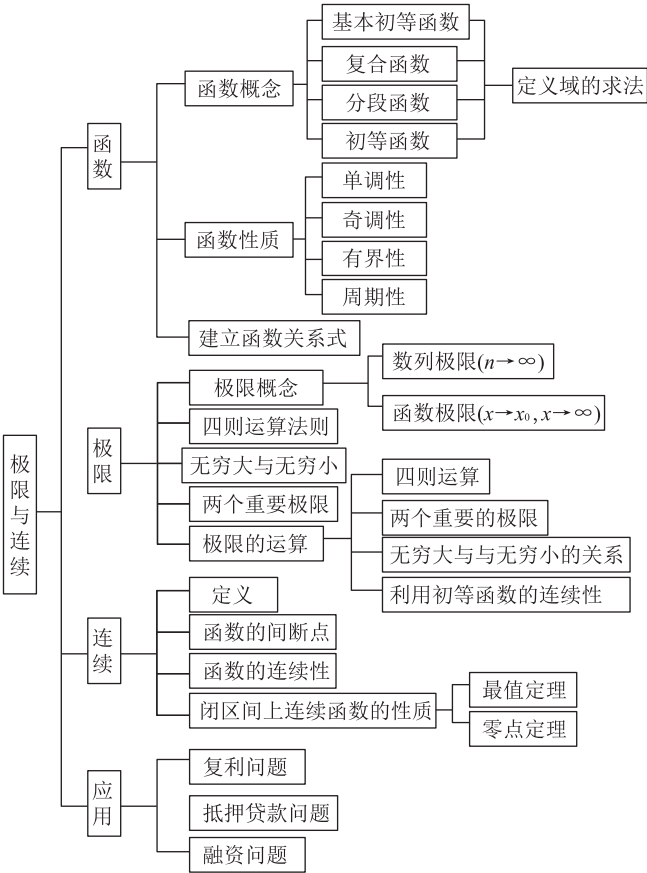 极限与连续
函数
函数概念
基本初等函数
复合函数
分段函数
初等函数
定义域的求法
函数性质
单调性
奇调性
有界性
周期性
建立函数关系式
极限
极限概念
数列极限(n→∞)
函数极限(x→x₀,x→∞)
四则运算法则
无穷大与无穷小
两个重要极限
极限的运算
四则运算
两个重要的极限
无穷大与与无穷小的关系
利用初等函数的连续性
连续
定义
函数的间断点
函数的连续性
闭区间上连续函数的性质
最值定理
零点定理
应用
复利问题
抵押贷款问题
融资问题